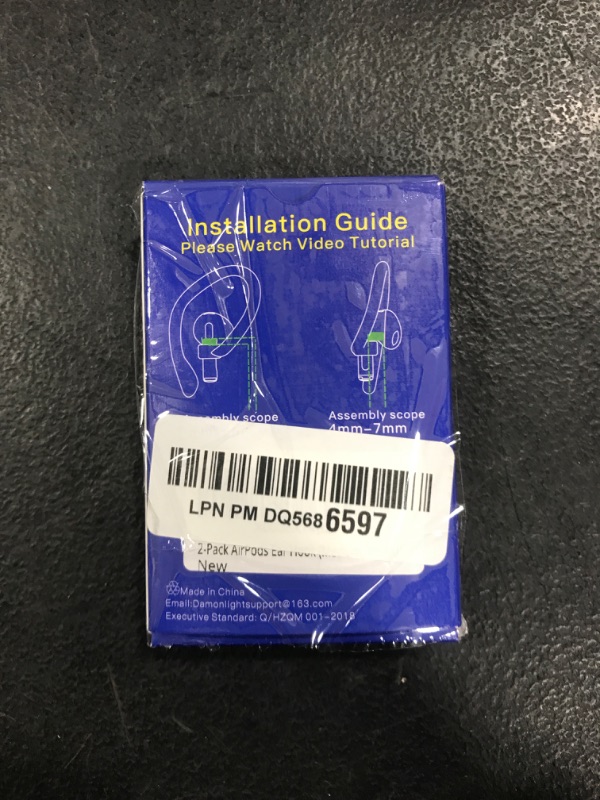 Installation Guide
Please Watch Video Tutorial
Assembly scope
Assembly scope
4mm-7mm
LPN PM DQ5686597
2-Pack AirPods Ear Hook
New
Made in China
Email:Damonlightsupport@163.com
Executive Standard: Q/HZQM 001-2018